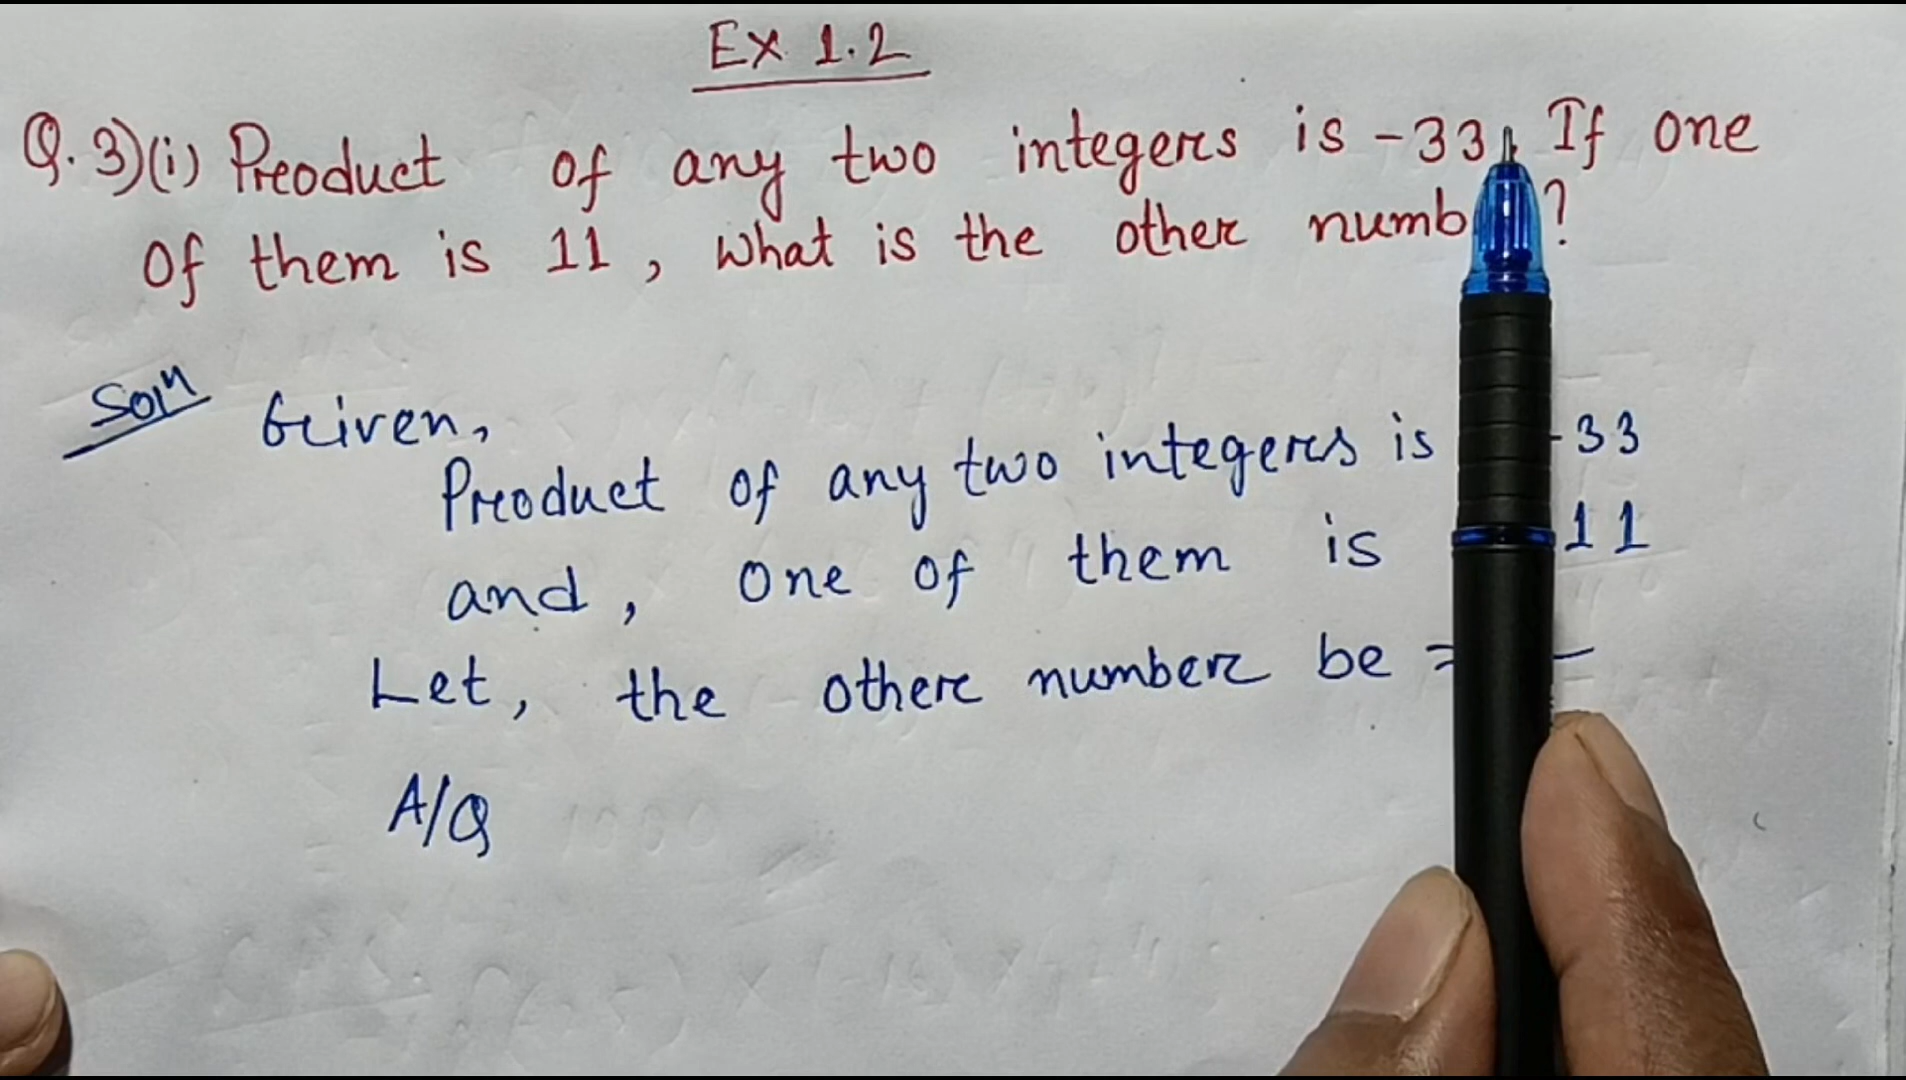 Ex 1.2
Q.3)(i) Product of any two integers is -33. If one
of them is 11, what is the other numb ?
Soln Given,
Product of any two integers is -33
and, one of them is 11
Let, the other number be =
A/Q